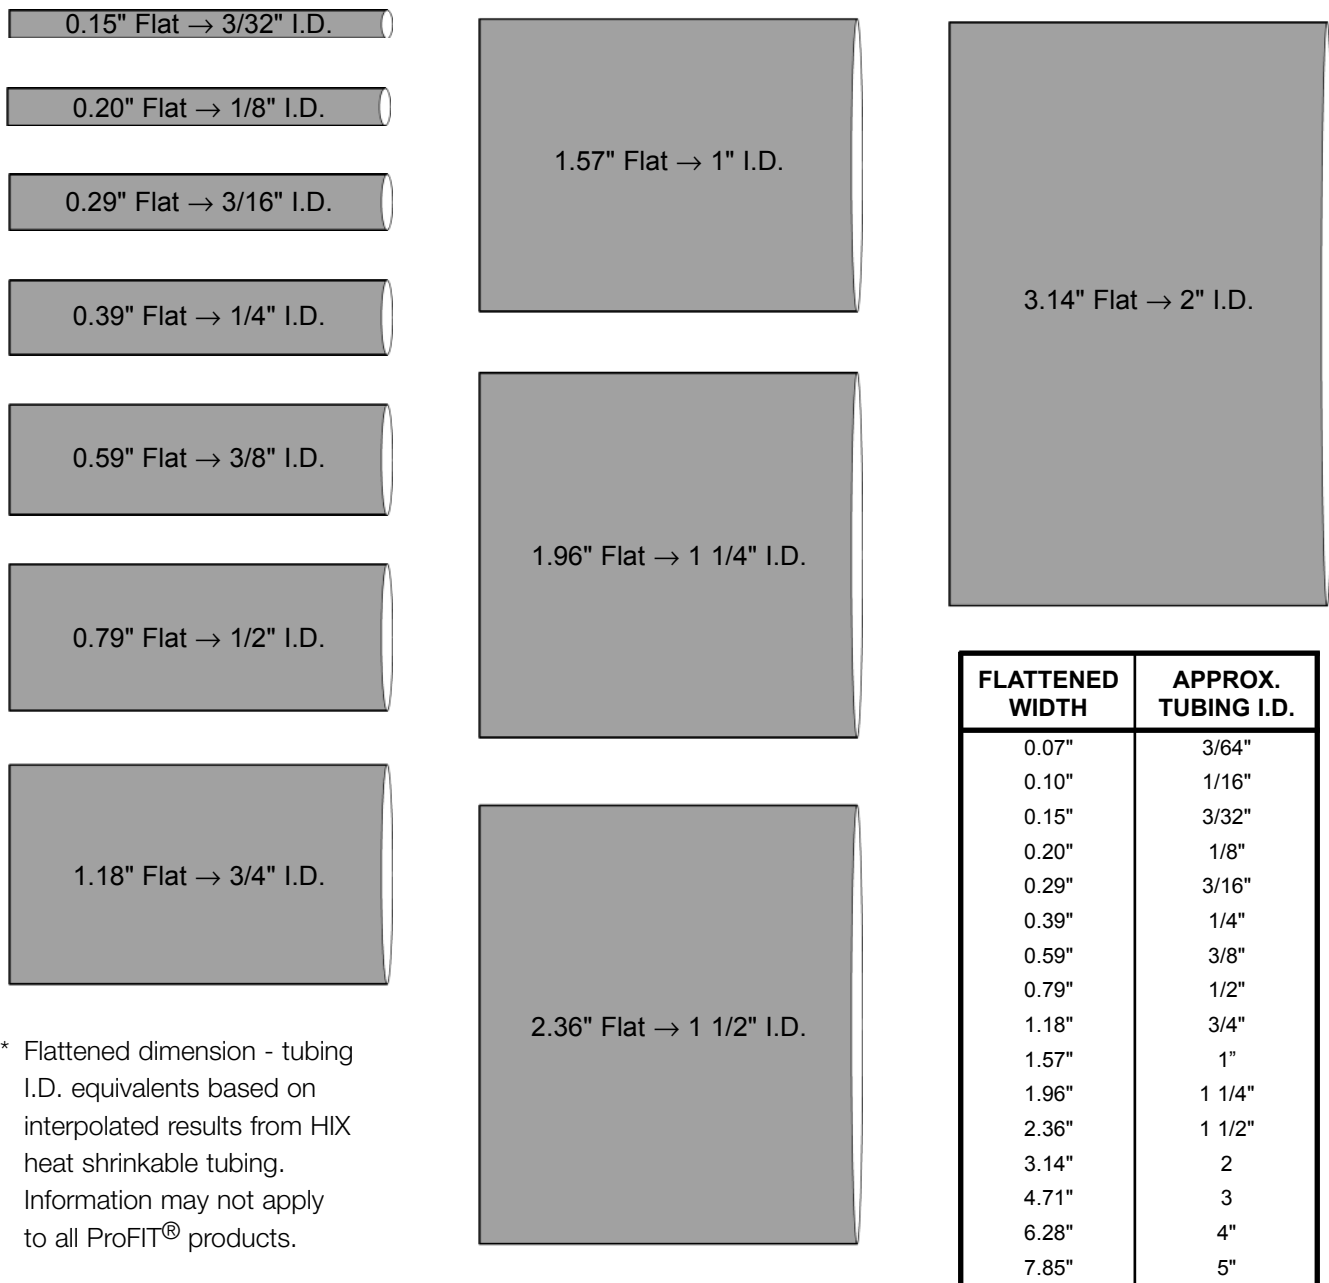 0.15" Flat → 3/32" I.D.
0.20" Flat → 1/8" I.D.
0.29" Flat → 3/16" I.D.
0.39" Flat → 1/4" I.D.
0.59" Flat → 3/8" I.D.
0.79" Flat → 1/2" I.D.
1.18" Flat → 3/4" I.D.
* Flattened dimension - tubing
I.D. equivalents based on
interpolated results from HIX
heat shrinkable tubing.
Information may not apply
to all ProFIT® products.
1.57" Flat → 1" I.D.
1.96" Flat → 1 1/4" I.D.
2.36" Flat → 1 1/2" I.D.
3.14" Flat → 2" I.D.
FLATTENED WIDTH APPROX. TUBING I.D.
0.07" 3/64"
0.10" 1/16"
0.15" 3/32"
0.20" 1/8"
0.29" 3/16"
0.39" 1/4"
0.59" 3/8"
0.79" 1/2"
1.18" 3/4"
1.57" 1”
1.96" 1 1/4"
2.36" 1 1/2"
3.14" 2
4.71" 3
6.28" 4"
7.85" 5"